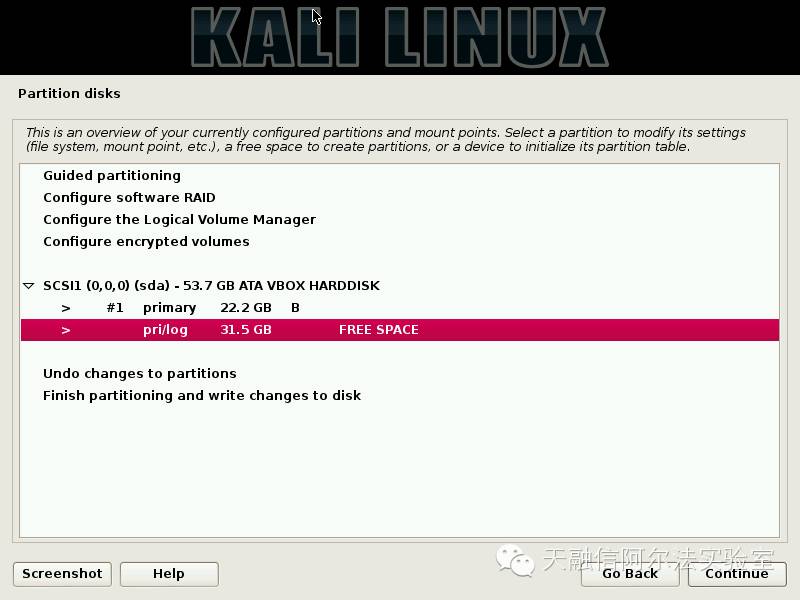 KALI LINUX
Partition disks
This is an overview of your currently configured partitions and mount points. Select a partition to modify its settings
(file system, mount point, etc.), a free space to create partitions, or a device to initialize its partition table.
Guided partitioning
Configure software RAID
Configure the Logical Volume Manager
Configure encrypted volumes
SCSI1 (0,0,0) (sda) - 53.7 GB ATA VBOX HARDDISK
> #1 primary 22.2 GB B
> pri/log 31.5 GB FREE SPACE
Undo changes to partitions
Finish partitioning and write changes to disk
天融信阿尔法实验室
Screenshot Help Go Back Continue